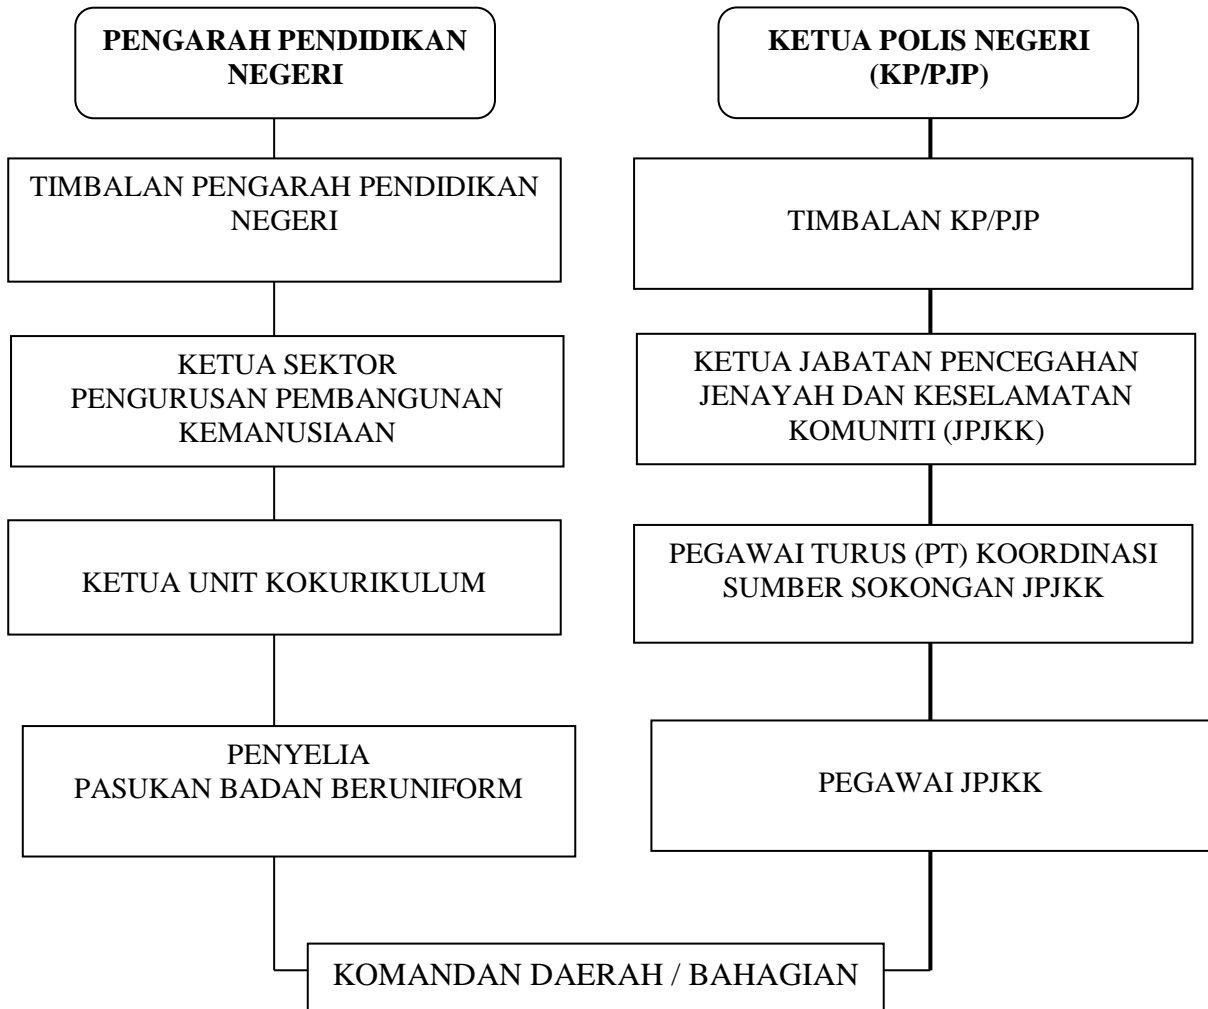 PENGARAH PENDIDIKAN
NEGERI
KETUA POLIS NEGERI
(KP/PJP)
TIMBALAN PENGARAH PENDIDIKAN
NEGERI
TIMBALAN KP/PJP
KETUA SEKTOR
PENGURUSAN PEMBANGUNAN
KEMANUSIAAN
KETUA JABATAN PENCEGAHAN
JENAYAH DAN KESELAMATAN
KOMUNITI (JPJKK)
KETUA UNIT KOKURIKULUM
PEGAWAI TURUS (PT) KOORDINASI
SUMBER SOKONGAN JPJKK
PENYELIA
PASUKAN BADAN BERUNIFORM
PEGAWAI JPJKK
KOMANDAN DAERAH / BAHAGIAN